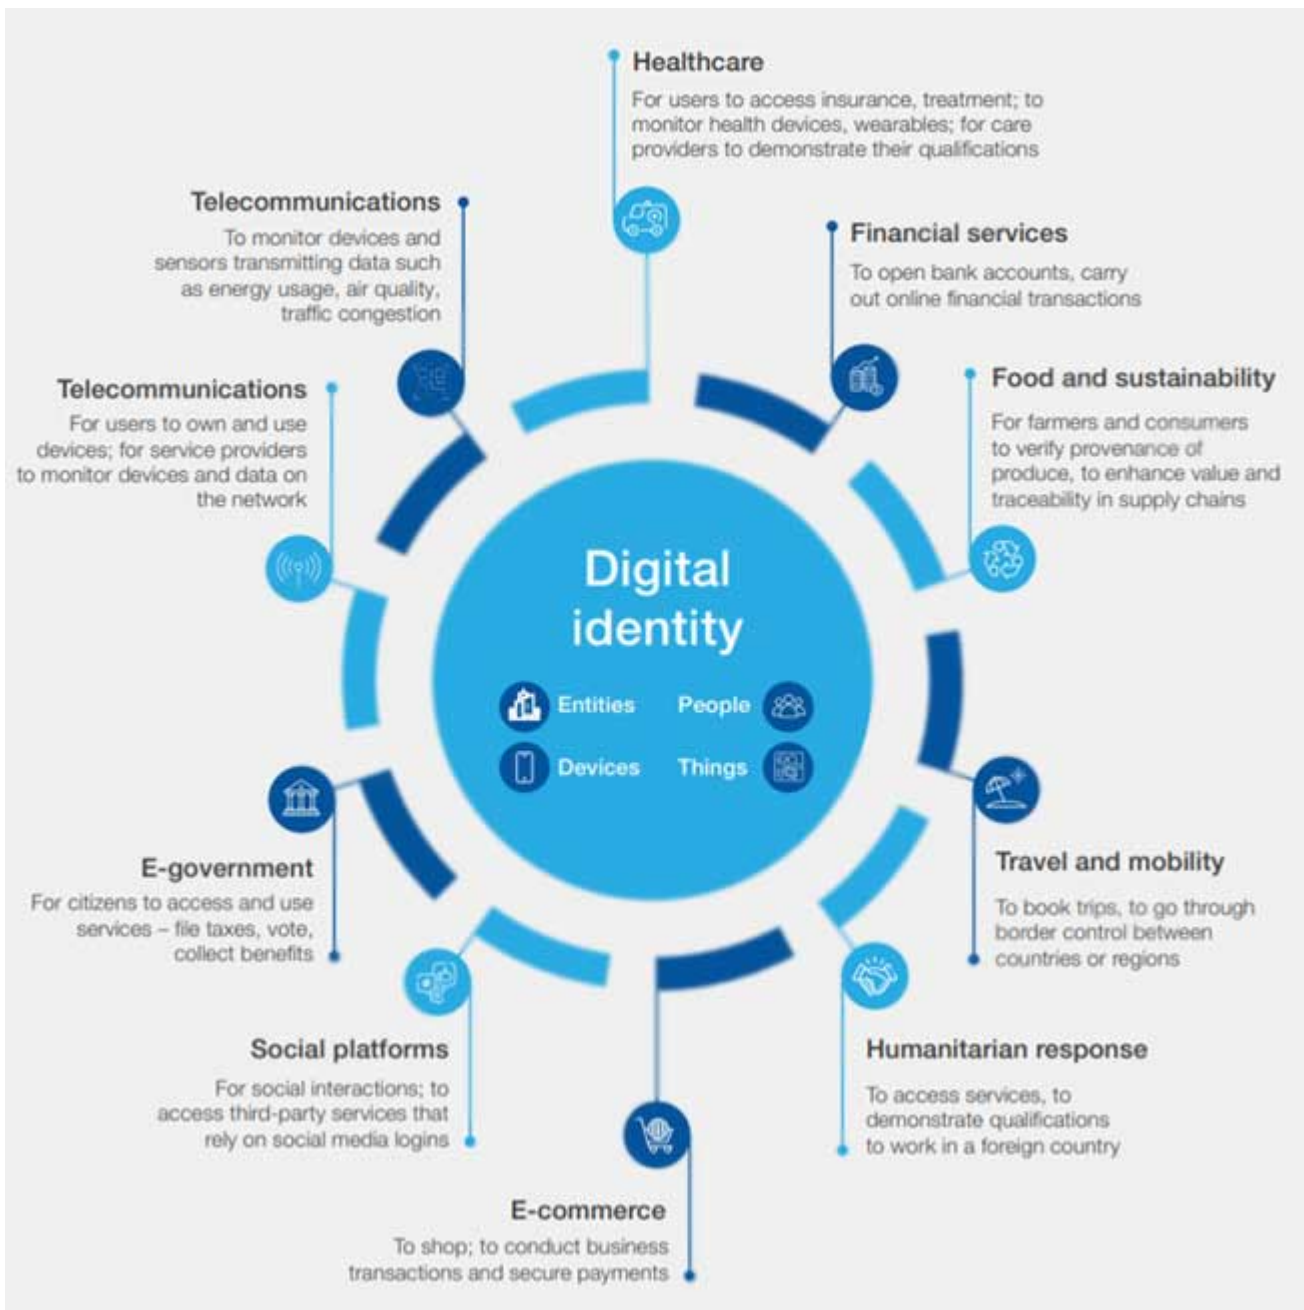 Healthcare
For users to access insurance, treatment; to
monitor health devices, wearables; for care
providers to demonstrate their qualifications
Telecommunications
To monitor devices and
sensors transmitting data such
as energy usage, air quality,
traffic congestion
Financial services
To open bank accounts, carry
out online financial transactions
Telecommunications
For users to own and use
devices; for service providers
to monitor devices and data on
the network
Food and sustainability
For farmers and consumers
to verify provenance of
produce, to enhance value and
traceability in supply chains
Digital
identity
Entities
People
Devices
Things
E-government
For citizens to access and use
services – file taxes, vote,
collect benefits
Travel and mobility
To book trips, to go through
border control between
countries or regions
Social platforms
For social interactions; to
access third-party services that
rely on social media logins
Humanitarian response
To access services, to
demonstrate qualifications
to work in a foreign country
E-commerce
To shop; to conduct business
transactions and secure payments